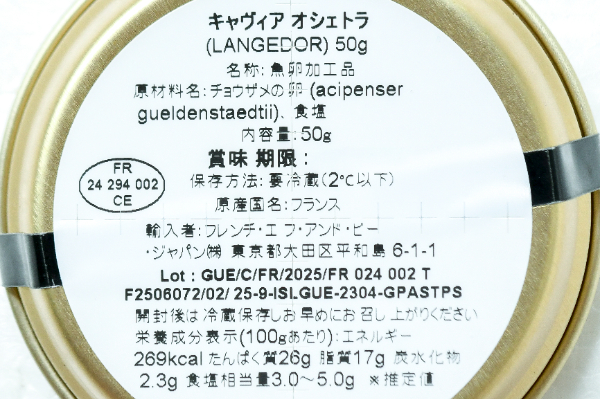 キャヴィア オシェトラ
(LANGEDOR) 50g
名称: 魚卵加工品
原材料名: チョウザメの卵 (acipenser
gueldenstaedtii)、食塩
内容量: 50g
賞味 期限 :
FR
24 294 002
CE
保存方法: 要冷蔵(2℃以下)
原産国名: フランス
輸入者: フレンチ・エフ・アンド・ビー
・ジャパン㈱ 東京都大田区平和島 6-1-1
Lot : GUE/C/FR/2025/FR 024 002 T
F2506072/02/ 25-9-ISLGUE-2304-GPASTPS
開封後は冷蔵保存しお早めにお召し上がりください
栄養成分表示(100gあたり): エネルギー
269kcal たんぱく質26g 脂質17g 炭水化物
2.3g 食塩相当量3.0～5.0g ※推定値